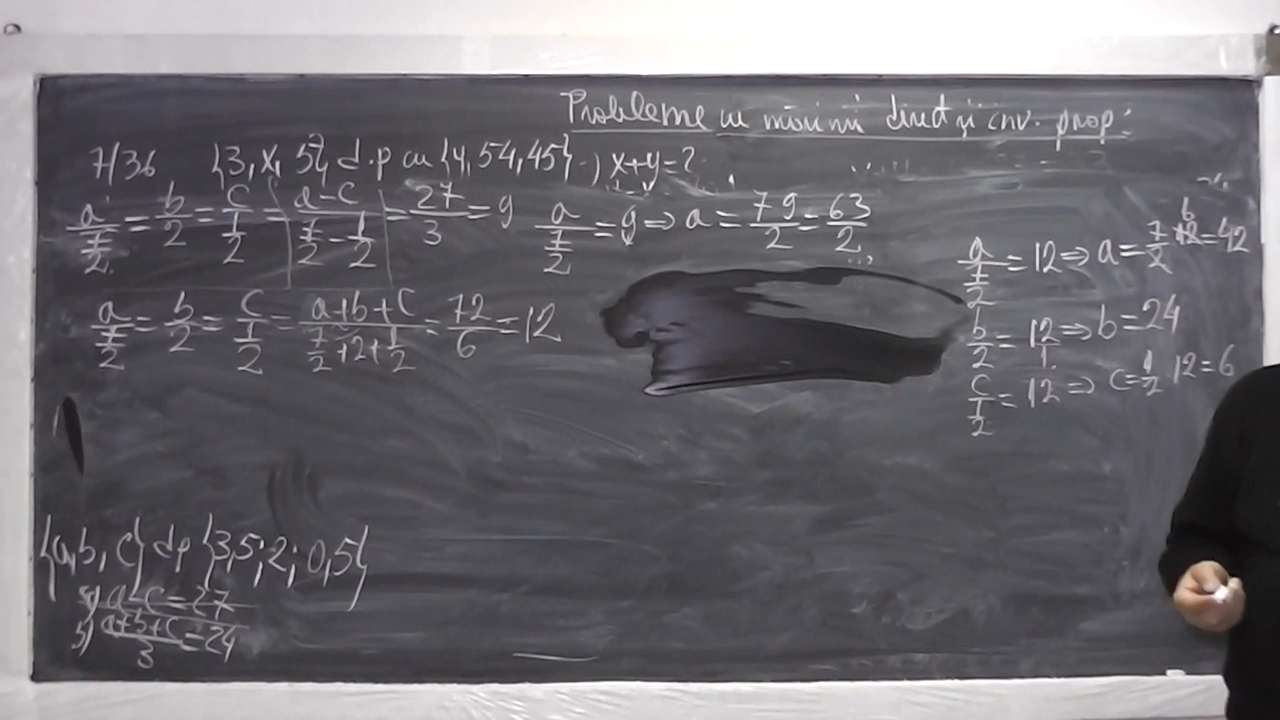 Probleme cu mărimi direct și inv. prop:
7/36 {3, x, 5} d.p cu {y, 54, 45} x+y=?
a/(7/2) = b/2 = c/(1/2) = (a-c)/(7/2 - 1/2) = 27/3 = 9 a/(7/2) = 9 ⇒ a = 7·9/2 = 63/2
a/(7/2) = b/2 = c/(1/2) = (a+b+c)/(7/2+2+1/2) = 72/6 = 12
a/(7/2) = 12 ⇒ a = 7/2 · 12 = 42
b/2 = 12/1 ⇒ b = 24
c/(1/2) = 12 ⇒ c = 1/2 12 = 6
{a, b, c} dp {3,5; 2; 0,5}
a-c=27
b) (a+b+c)/3 = 24